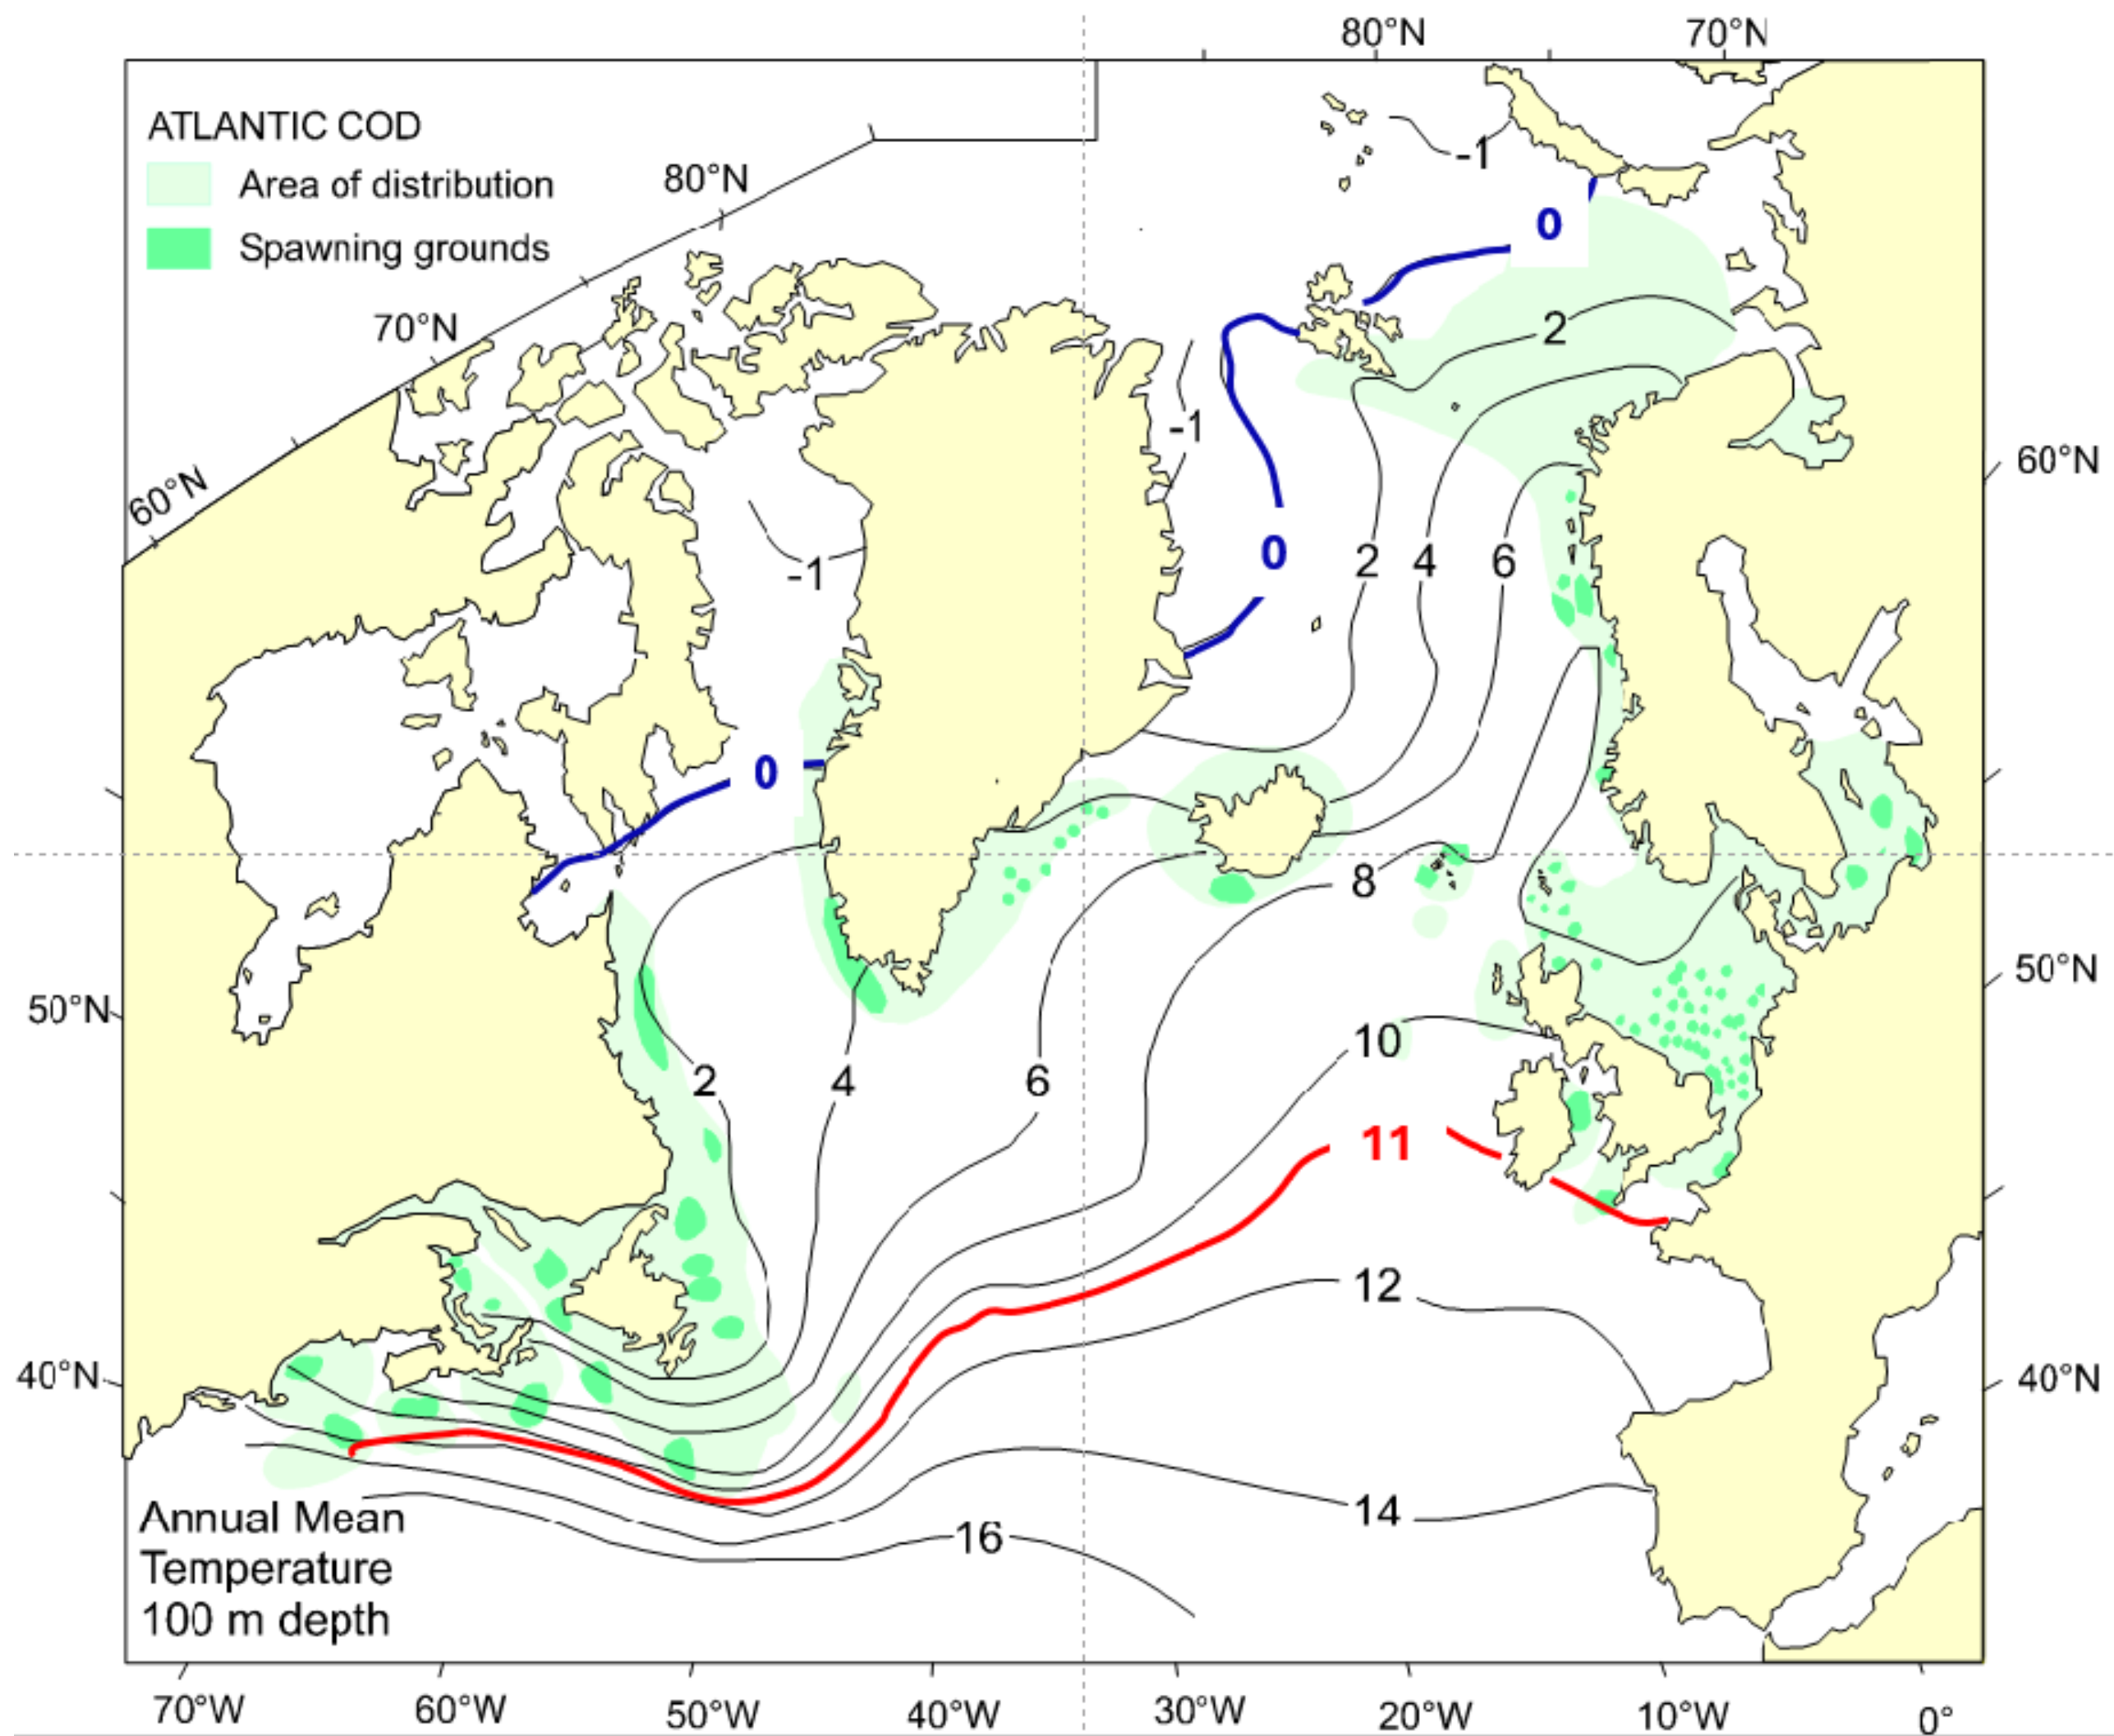 80°N
70°N
ATLANTIC COD
Area of distribution
Spawning grounds
80°N
70°N
60°N
-1
0
2
-1
60°N
0
2
4
6
-1
0
8
50°N
50°N
10
2
4
6
11
12
40°N
40°N
14
16
Annual Mean
Temperature
100 m depth
70°W
60°W
50°W
40°W
30°W
20°W
10°W
0°